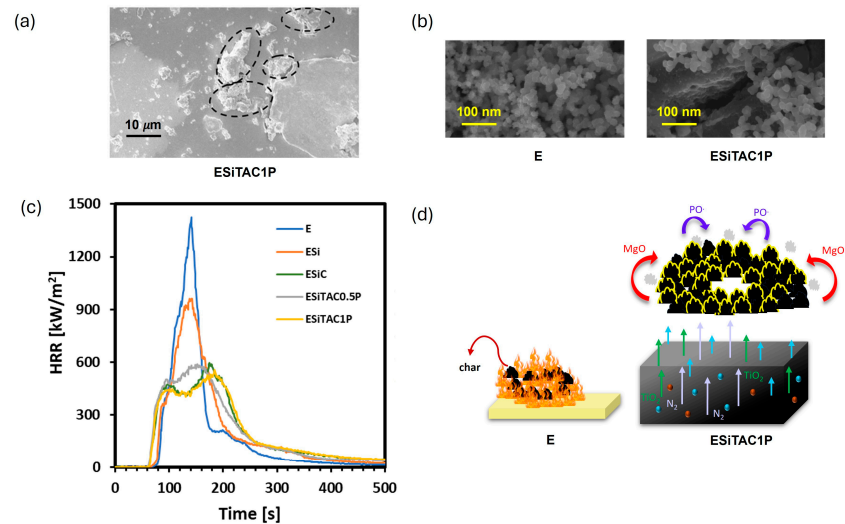 (a)
10 μm
ESiTAC1P
(b)
100 nm
E
100 nm
ESiTAC1P
(c)
HRR [kW/m²]
1500
1200
900
600
300
0
0
100
200
300
400
500
Time [s]
E
ESi
ESiC
ESiTAC0.5P
ESiTAC1P
(d)
PO·
PO·
MgO
MgO
char
E
TiO₂
TiO₂
N₂
N₂
ESiTAC1P